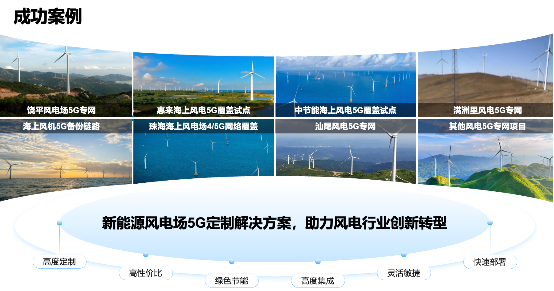 成功案例
饶平风电场5G专网
惠来海上风电5G覆盖试点
中节能海上风电5G覆盖试点
满洲里风电5G专网
海上风机5G备份链路
珠海海上风电场4/5G网络覆盖
汕尾风电5G专网
其他风电5G专网项目
新能源风电场5G定制解决方案，助力风电行业创新转型
高度定制
高性价比
绿色节能
高度集成
灵活敏捷
快速部署